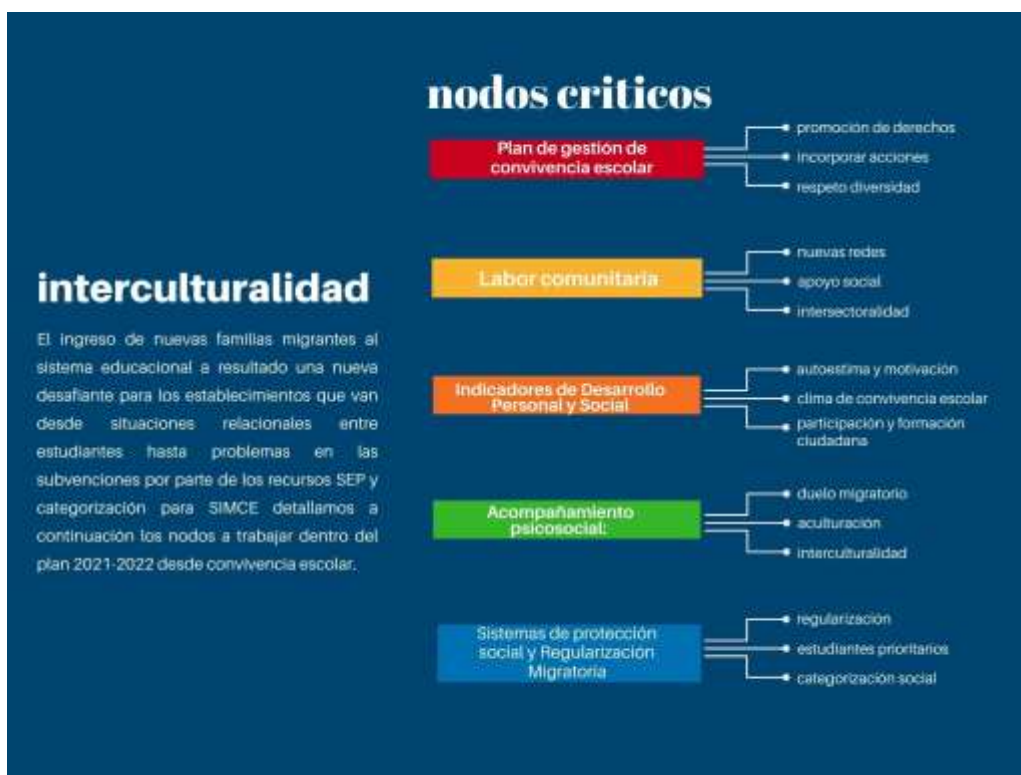 interculturalidad
El ingreso de nuevas familias migrantes al
sistema educacional a resultado una nueva
desafiante para los establecimientos que van
desde situaciones relacionales entre
estudiantes hasta problemas en las
subvenciones por parte de los recursos SEP y
categorización para SIMCE detallamos a
continuación los nodos a trabajar dentro del
plan 2021-2022 desde convivencia escolar.
nodos criticos
Plan de gestión de
convivencia escolar
promoción de derechos
incorporar acciones
respeto diversidad
Labor comunitaria
nuevas redes
apoyo social
intersectoralidad
Indicadores de Desarrollo
Personal y Social
autoestima y motivación
clima de convivencia escolar
participación y formación
ciudadana
Acompañamiento
psicosocial:
duelo migratorio
aculturación
interculturalidad
Sistemas de protección
social y Regularización
Migratoria
regularización
estudiantes prioritarios
categorización social